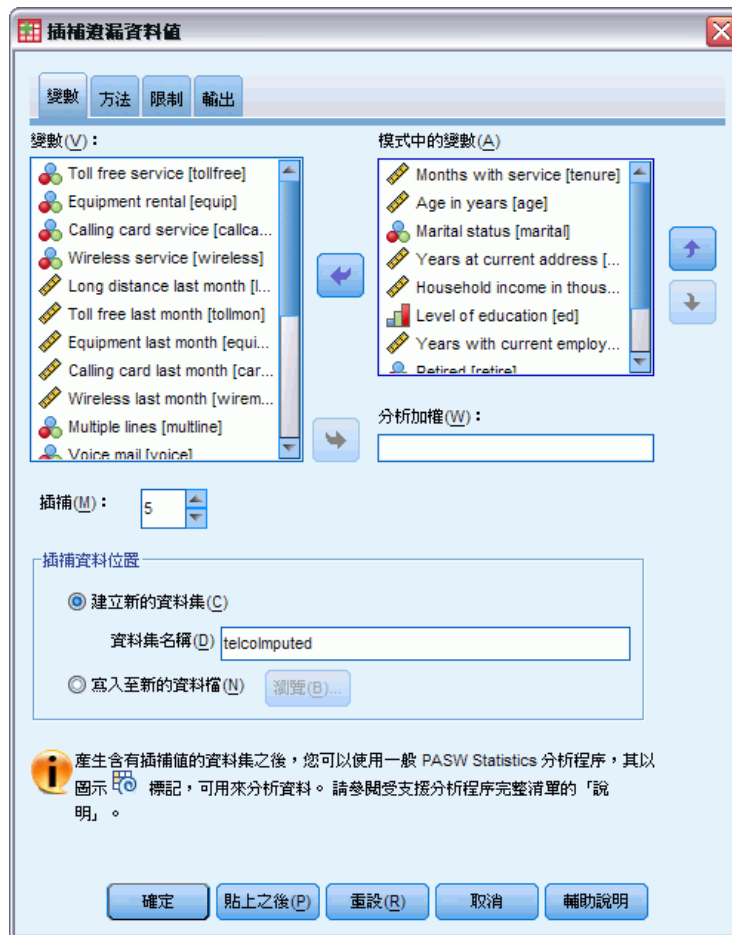 插補遺漏資料值
變數 方法 限制 輸出
變數(V)：
Toll free service [tollfree]
Equipment rental [equip]
Calling card service [callca...
Wireless service [wireless]
Long distance last month [l...
Toll free last month [tollmon]
Equipment last month [equi...
Calling card last month [car...
Wireless last month [wirem...
Multiple lines [multline]
Voice mail [voice]
模式中的變數(A)
Months with service [tenure]
Age in years [age]
Marital status [marital]
Years at current address [...
Household income in thous...
Level of education [ed]
Years with current employ...
Retired [retire]
分析加權(W)：
插補(M)： 5
插補資料位置
建立新的資料集(C)
資料集名稱(D) telcoImputed
寫入至新的資料檔(N) 瀏覽(B)...
產生含有插補值的資料集之後，您可以使用一般 PASW Statistics 分析程序，其以
圖示 標記，可用來分析資料。請參閱受支援分析程序完整清單的「說
明」。
確定 貼上之後(P) 重設(R) 取消 輔助說明